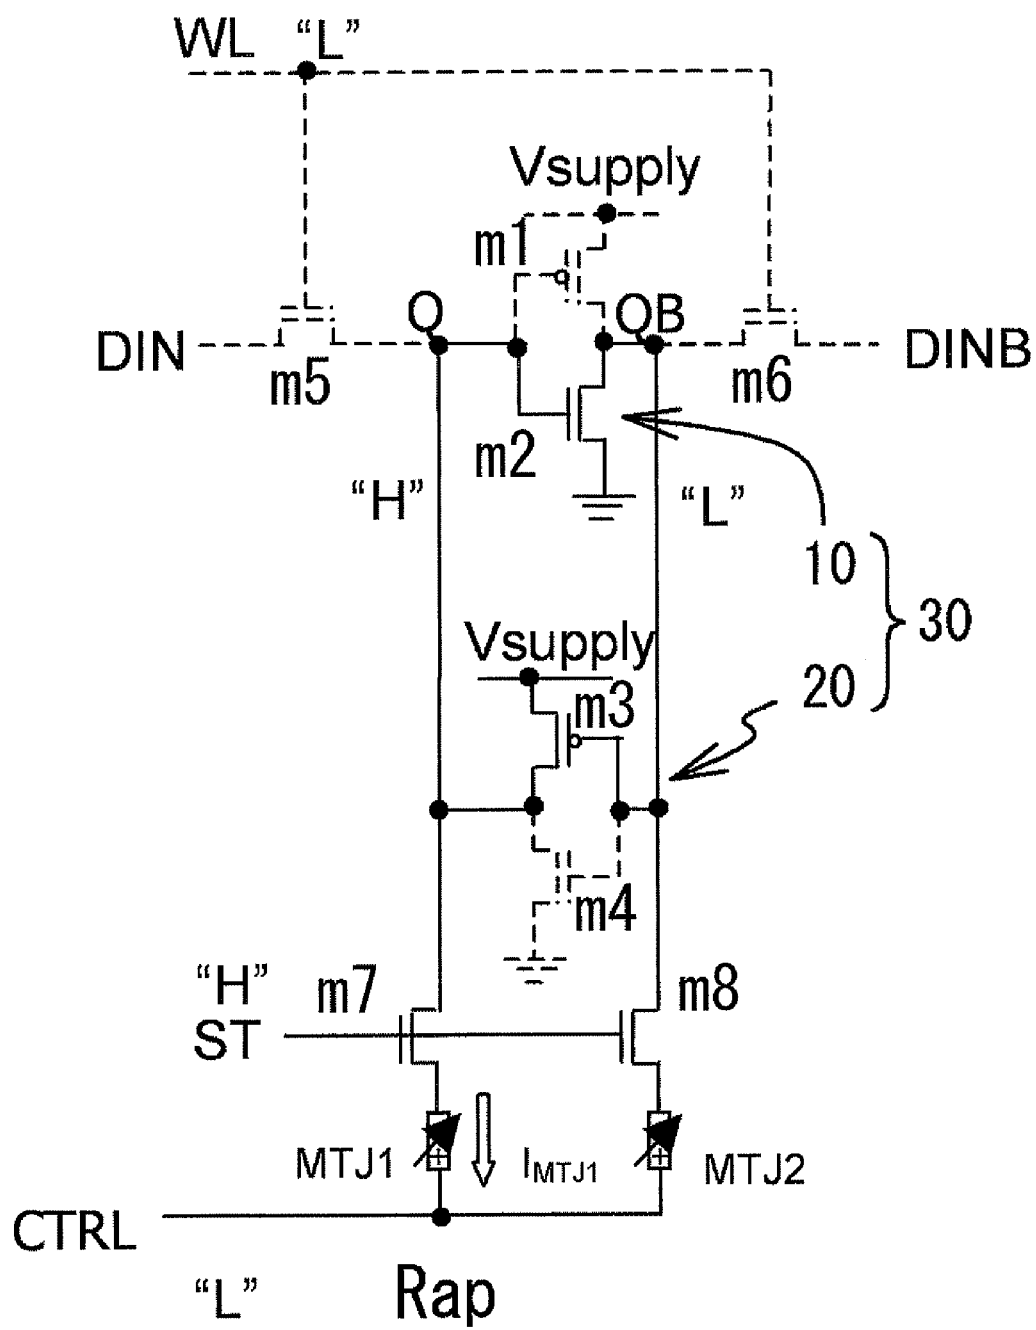 WL “L”
Vsupply
m1
Q
QB
DIN
DINB
m5
m6
m2
“H”
“L”
10
30
Vsupply
20
m3
m4
“H”
m7
m8
ST
MTJ1
IMTJ1
MTJ2
CTRL
“L”
Rap